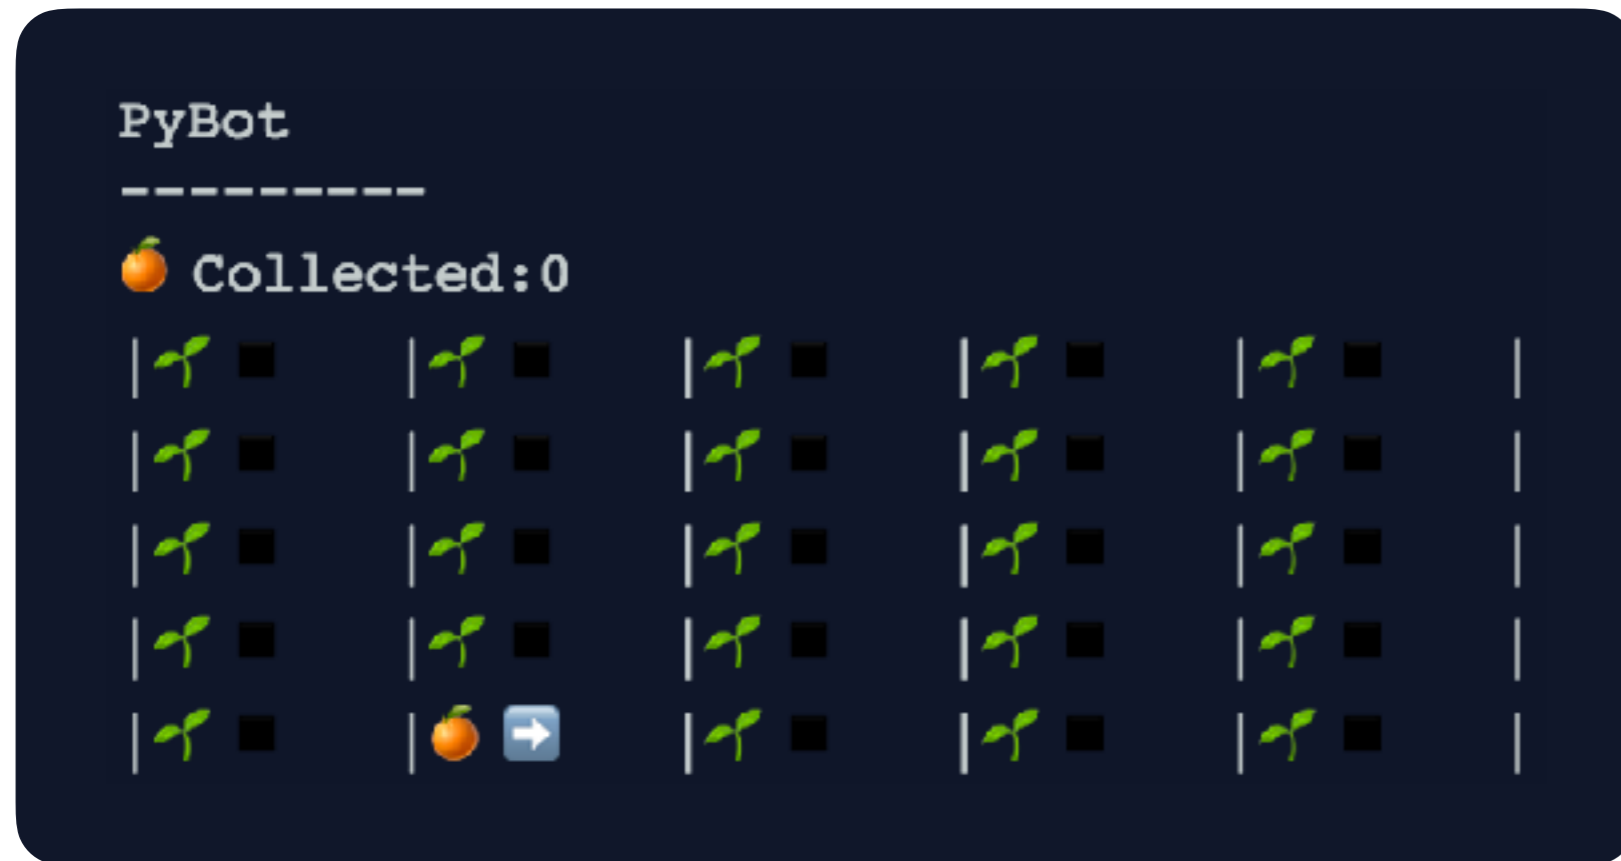 PyBot
---------
🍊 Collected:0
|🌱 ◾ |🌱 ◾ |🌱 ◾ |🌱 ◾ |🌱 ◾ |
|🌱 ◾ |🌱 ◾ |🌱 ◾ |🌱 ◾ |🌱 ◾ |
|🌱 ◾ |🌱 ◾ |🌱 ◾ |🌱 ◾ |🌱 ◾ |
|🌱 ◾ |🌱 ◾ |🌱 ◾ |🌱 ◾ |🌱 ◾ |
|🌱 ◾ |🍊 ➡️ |🌱 ◾ |🌱 ◾ |🌱 ◾ |